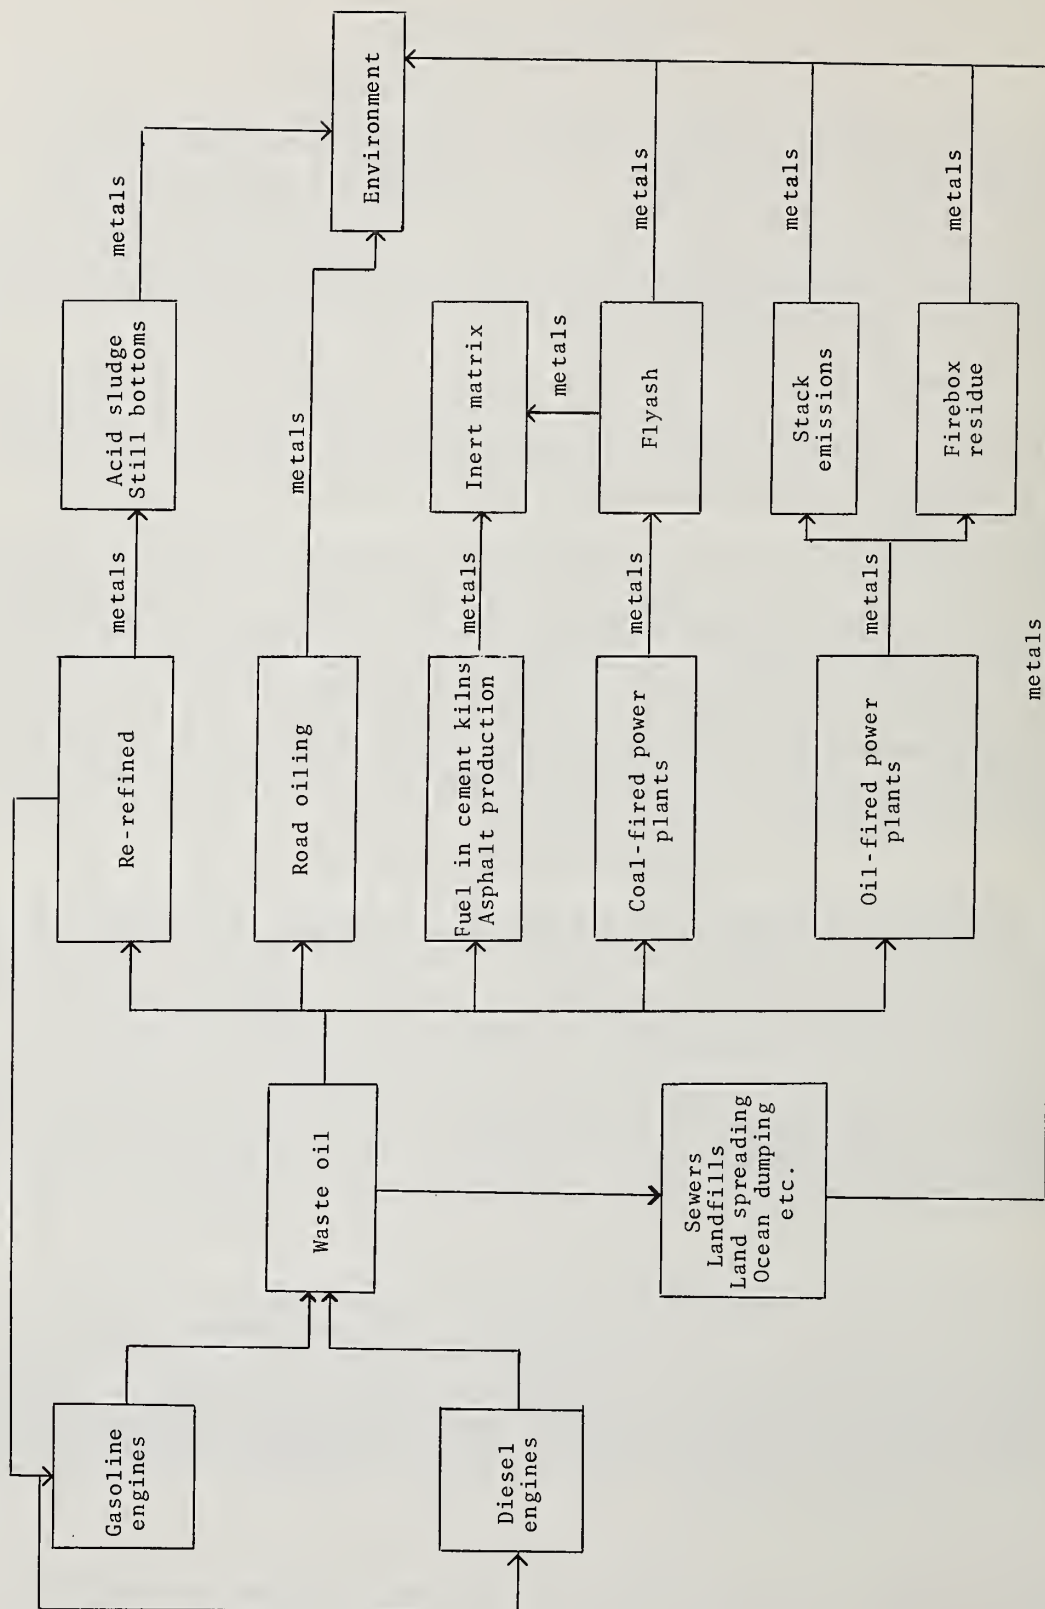 Gasoline
engines
Diesel
engines
Waste oil
Sewers
Landfills
Land spreading
Ocean dumping
etc.
Re-refined
Road oiling
Fuel in cement kilns
Asphalt production
Coal-fired power
plants
Oil-fired power
plants
metals
metals
metals
metals
metals
metals
Acid sludge
Still bottoms
Inert matrix
metals
Flyash
Stack
emissions
Firebox
residue
metals
metals
metals
metals
Environment